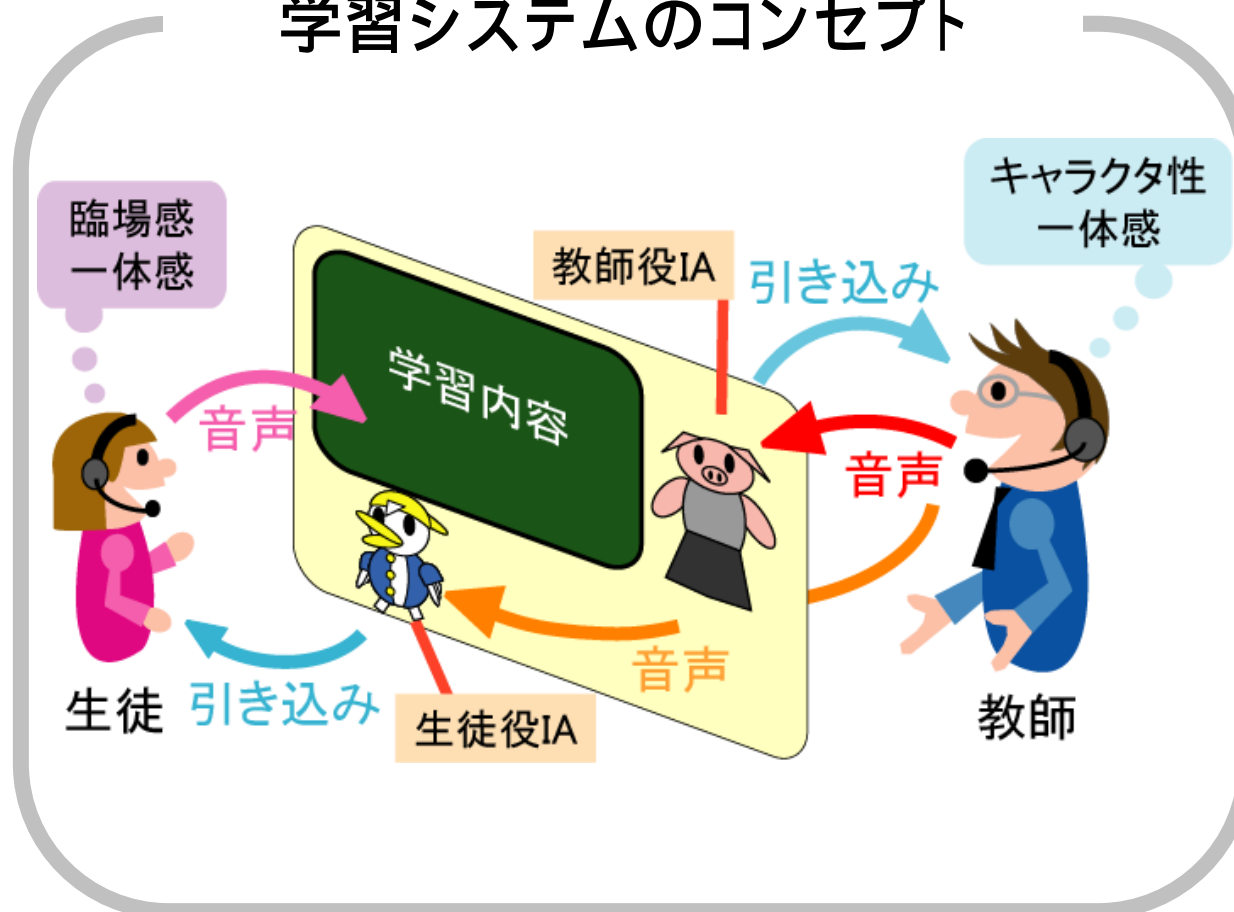 学習システムのコンセプト
臨場感
一体感
キャラクタ性
一体感
教師役IA
引き込み
学習内容
音声
音声
音声
生徒
引き込み
生徒役IA
教師